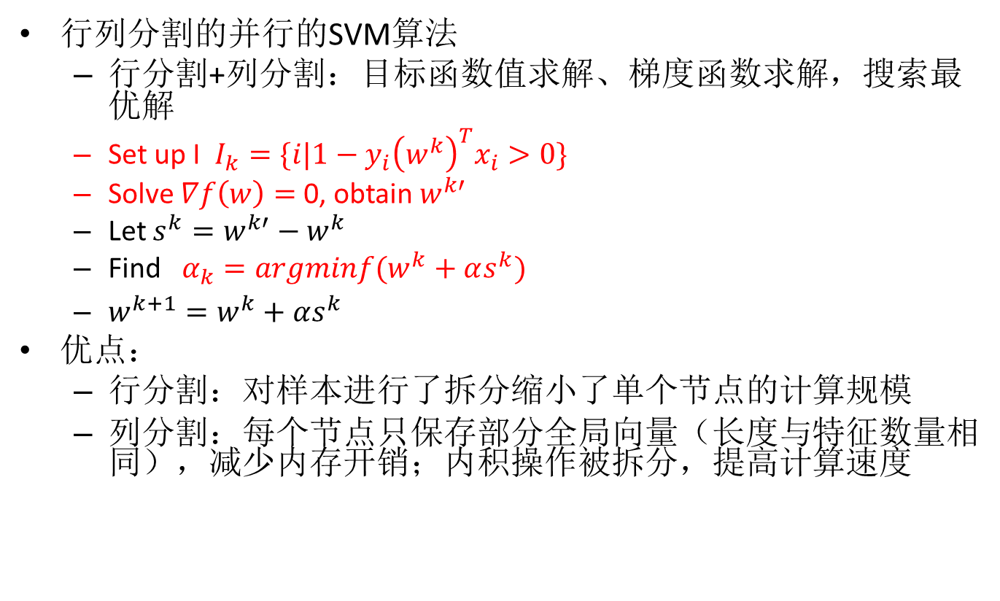 • 行列分割的并行的SVM算法
– 行分割+列分割：目标函数值求解、梯度函数求解，搜索最
优解
– Set up I $I_k = \{i|1 - y_i(w^k)^T x_i > 0\}$
– Solve $\nabla f(w) = 0$, obtain $w^{k\prime}$
– Let $s^k = w^{k\prime} - w^k$
– Find $\alpha_k = argminf(w^k + \alpha s^k)$
– $w^{k+1} = w^k + \alpha s^k$
• 优点：
– 行分割：对样本进行了拆分缩小了单个节点的计算规模
– 列分割：每个节点只保存部分全局向量（长度与特征数量相
同），减少内存开销；内积操作被拆分，提高计算速度